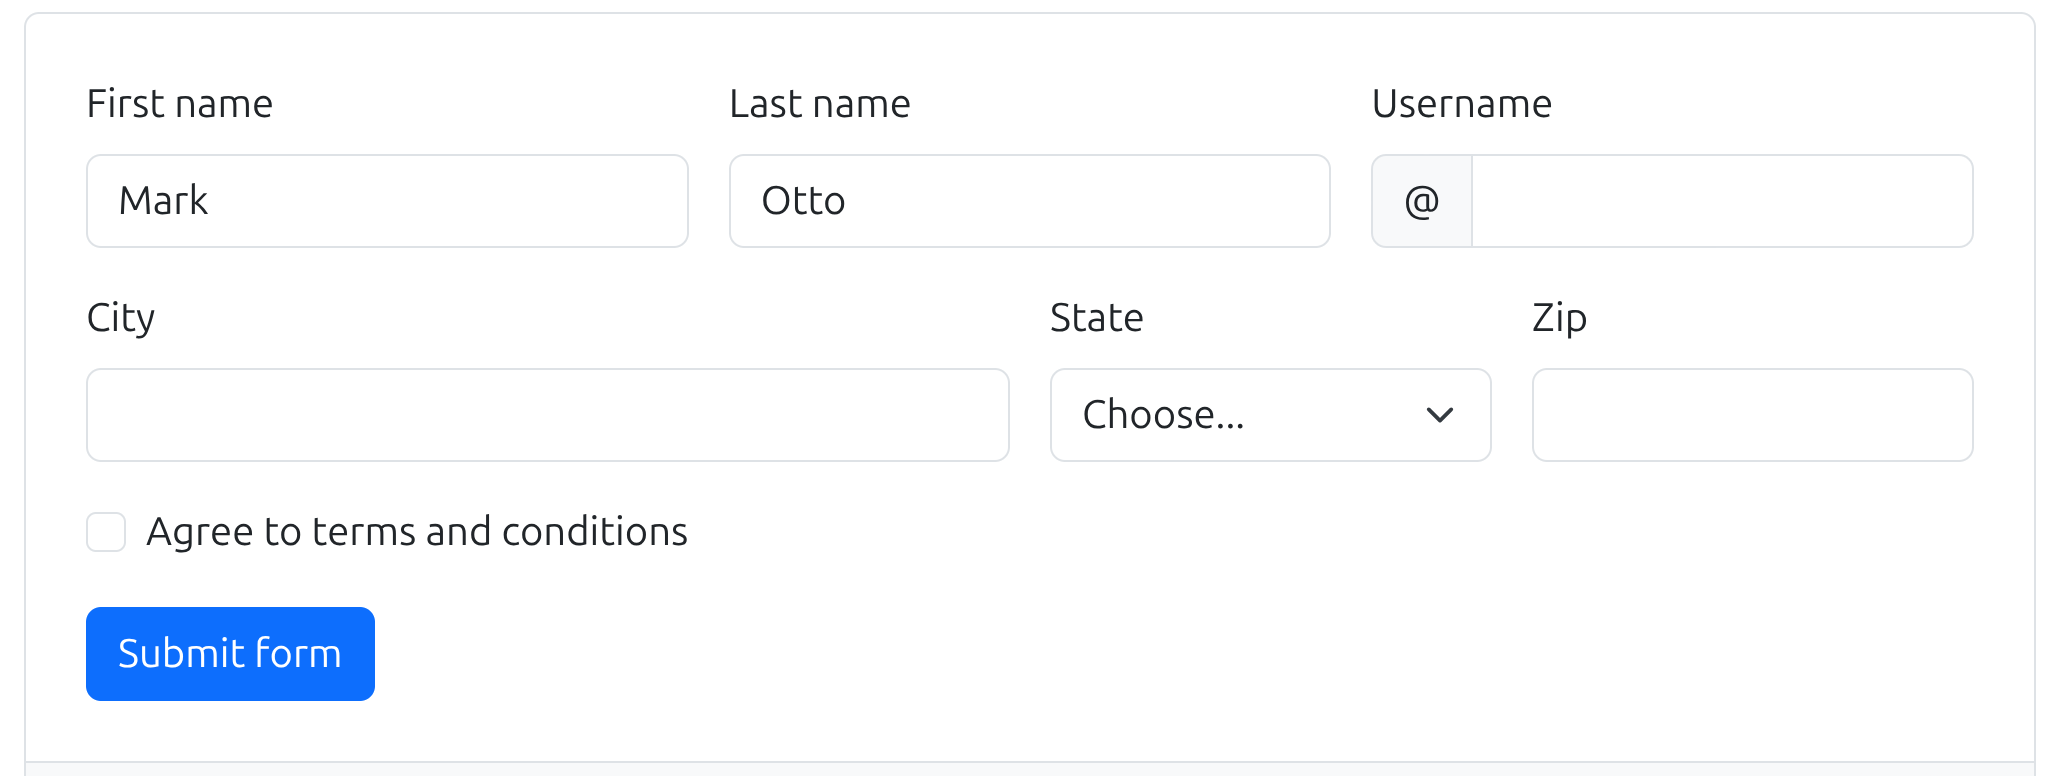 First name Last name Username
Mark Otto @
City State Zip
Choose...
Agree to terms and conditions
Submit form